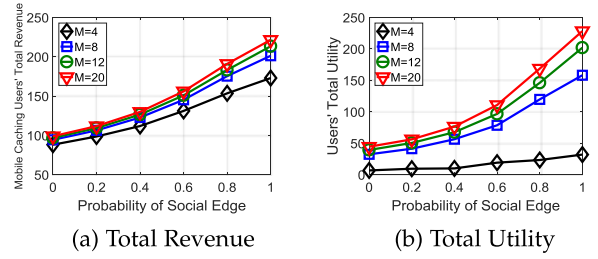 Mobile Caching Users' Total Revenue
250
200
150
100
50
M=4
M=8
M=12
M=20
0 0.2 0.4 0.6 0.8 1
Probability of Social Edge
(a) Total Revenue
Users' Total Utility
250
200
150
100
50
0
M=4
M=8
M=12
M=20
0 0.2 0.4 0.6 0.8 1
Probability of Social Edge
(b) Total Utility